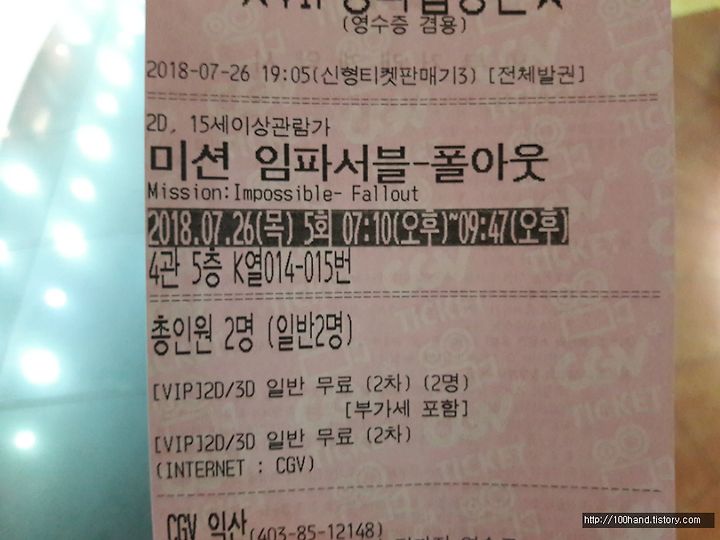 (영수증 겸용)
2018-07-26 19:05(신형티켓판매기3) [전체발권]
2D, 15세이상관람가
미션 임파서블-폴아웃
Mission:Impossible- Fallout
2018.07.26(목) 5회 07:10(오후)~09:47(오후)
4관 5층 K열014-015번
총인원 2명 (일반2명)
[VIP]2D/3D 일반 무료 (2차) (2명)
[부가세 포함]
[VIP]2D/3D 일반 무료 (2차)
(INTERNET : CGV)
CGV 익산(403-85-12148)
http://100hand.tistory.com